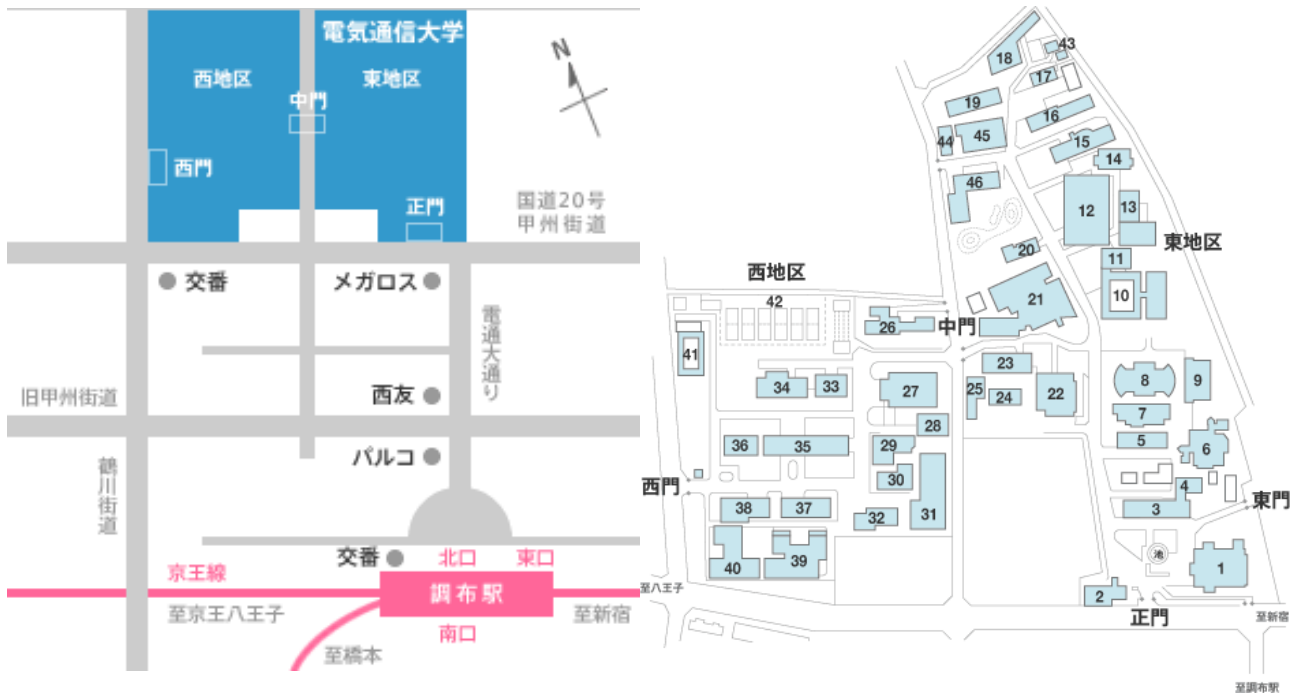 電気通信大学
西地区
東地区
中門
西門
正門
N
国道20号
甲州街道
交番
メガロス
電通大通り
西友
旧甲州街道
パルコ
鶴川街道
交番
北口
東口
京王線
調布駅
至京王八王子
至新宿
南口
至橋本
18
43
17
19
16
44
45
15
14
46
12
13
東地区
20
11
西地区
42
21
10
26
中門
41
23
8
9
34
33
27
25
24
22
7
28
5
6
36
35
29
西門
30
4
東門
38
37
32
31
3
池
40
39
1
至八王子
2
正門
至新宿
至調布駅